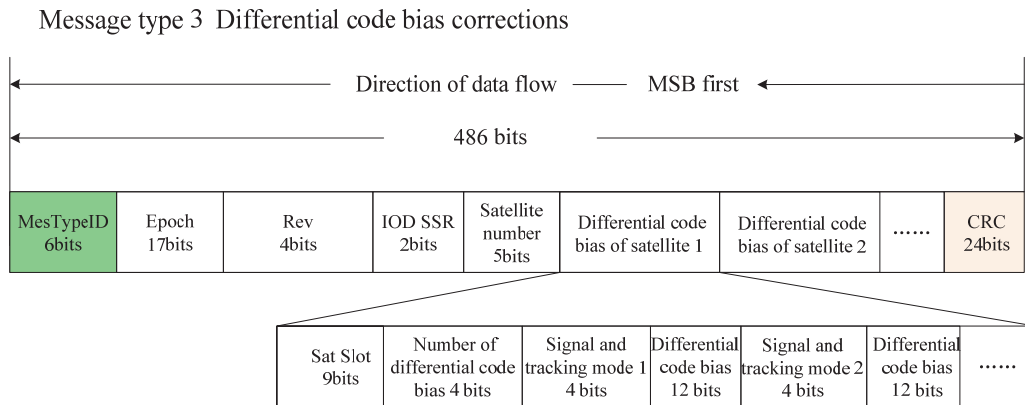 Message type 3 Differential code bias corrections
Direction of data flow
MSB first
486 bits
MesTypeID
6bits
Epoch
17bits
Rev
4bits
IOD SSR
2bits
Satellite
number
5bits
Differential code
bias of satellite 1
Differential code
bias of satellite 2
……
CRC
24bits
Sat Slot
9bits
Number of
differential code
bias 4 bits
Signal and
tracking mode 1
4 bits
Differential
code bias
12 bits
Signal and
tracking mode 2
4 bits
Differential
code bias
12 bits
……